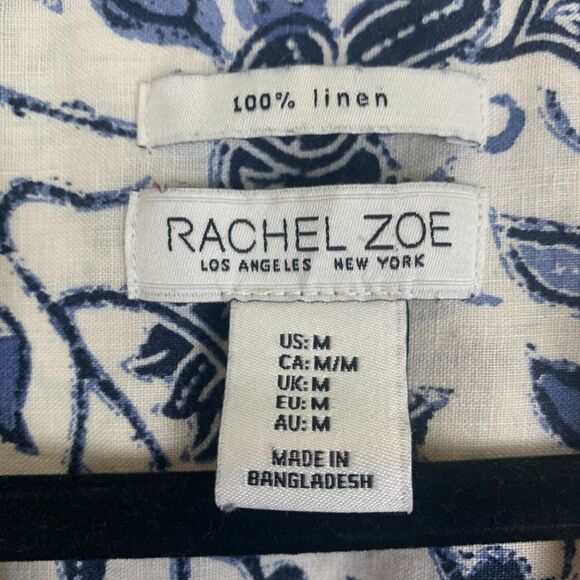 100% linen
RACHEL ZOE
LOS ANGELES NEW YORK
US: M
CA: M/M
UK: M
EU: M
AU: M
MADE IN
BANGLADESH